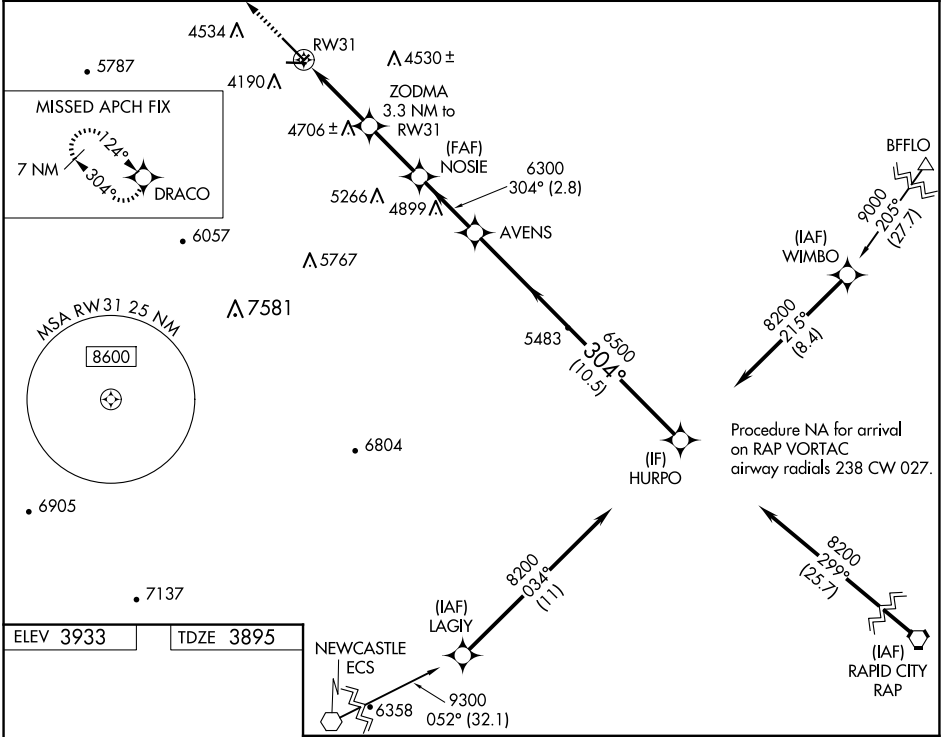 4534
RW31
4530 ±
4190
5787
MISSED APCH FIX
124°
7 NM
304°
DRACO
ZODMA
3.3 NM to
RW31
4706 ±
(FAF)
NOSIE
6300
304° (2.8)
5266
4899
AVENS
BFFLO
9000
205°
(27.7)
(IAF)
WIMBO
8200
215°
(8.4)
6057
5767
7581
MSA RW31 25 NM
8600
5483
6500
304°
(10.5)
(IF)
HURPO
Procedure NA for arrival
on RAP VORTAC
airway radials 238 CW 027.
6804
6905
7137
8200
034°
(11)
8200
299°
(25.7)
(IAF)
LAGIY
(IAF)
RAPID CITY
RAP
ELEV 3933
TDZE 3895
NEWCASTLE
ECS
6358
9300
052° (32.1)